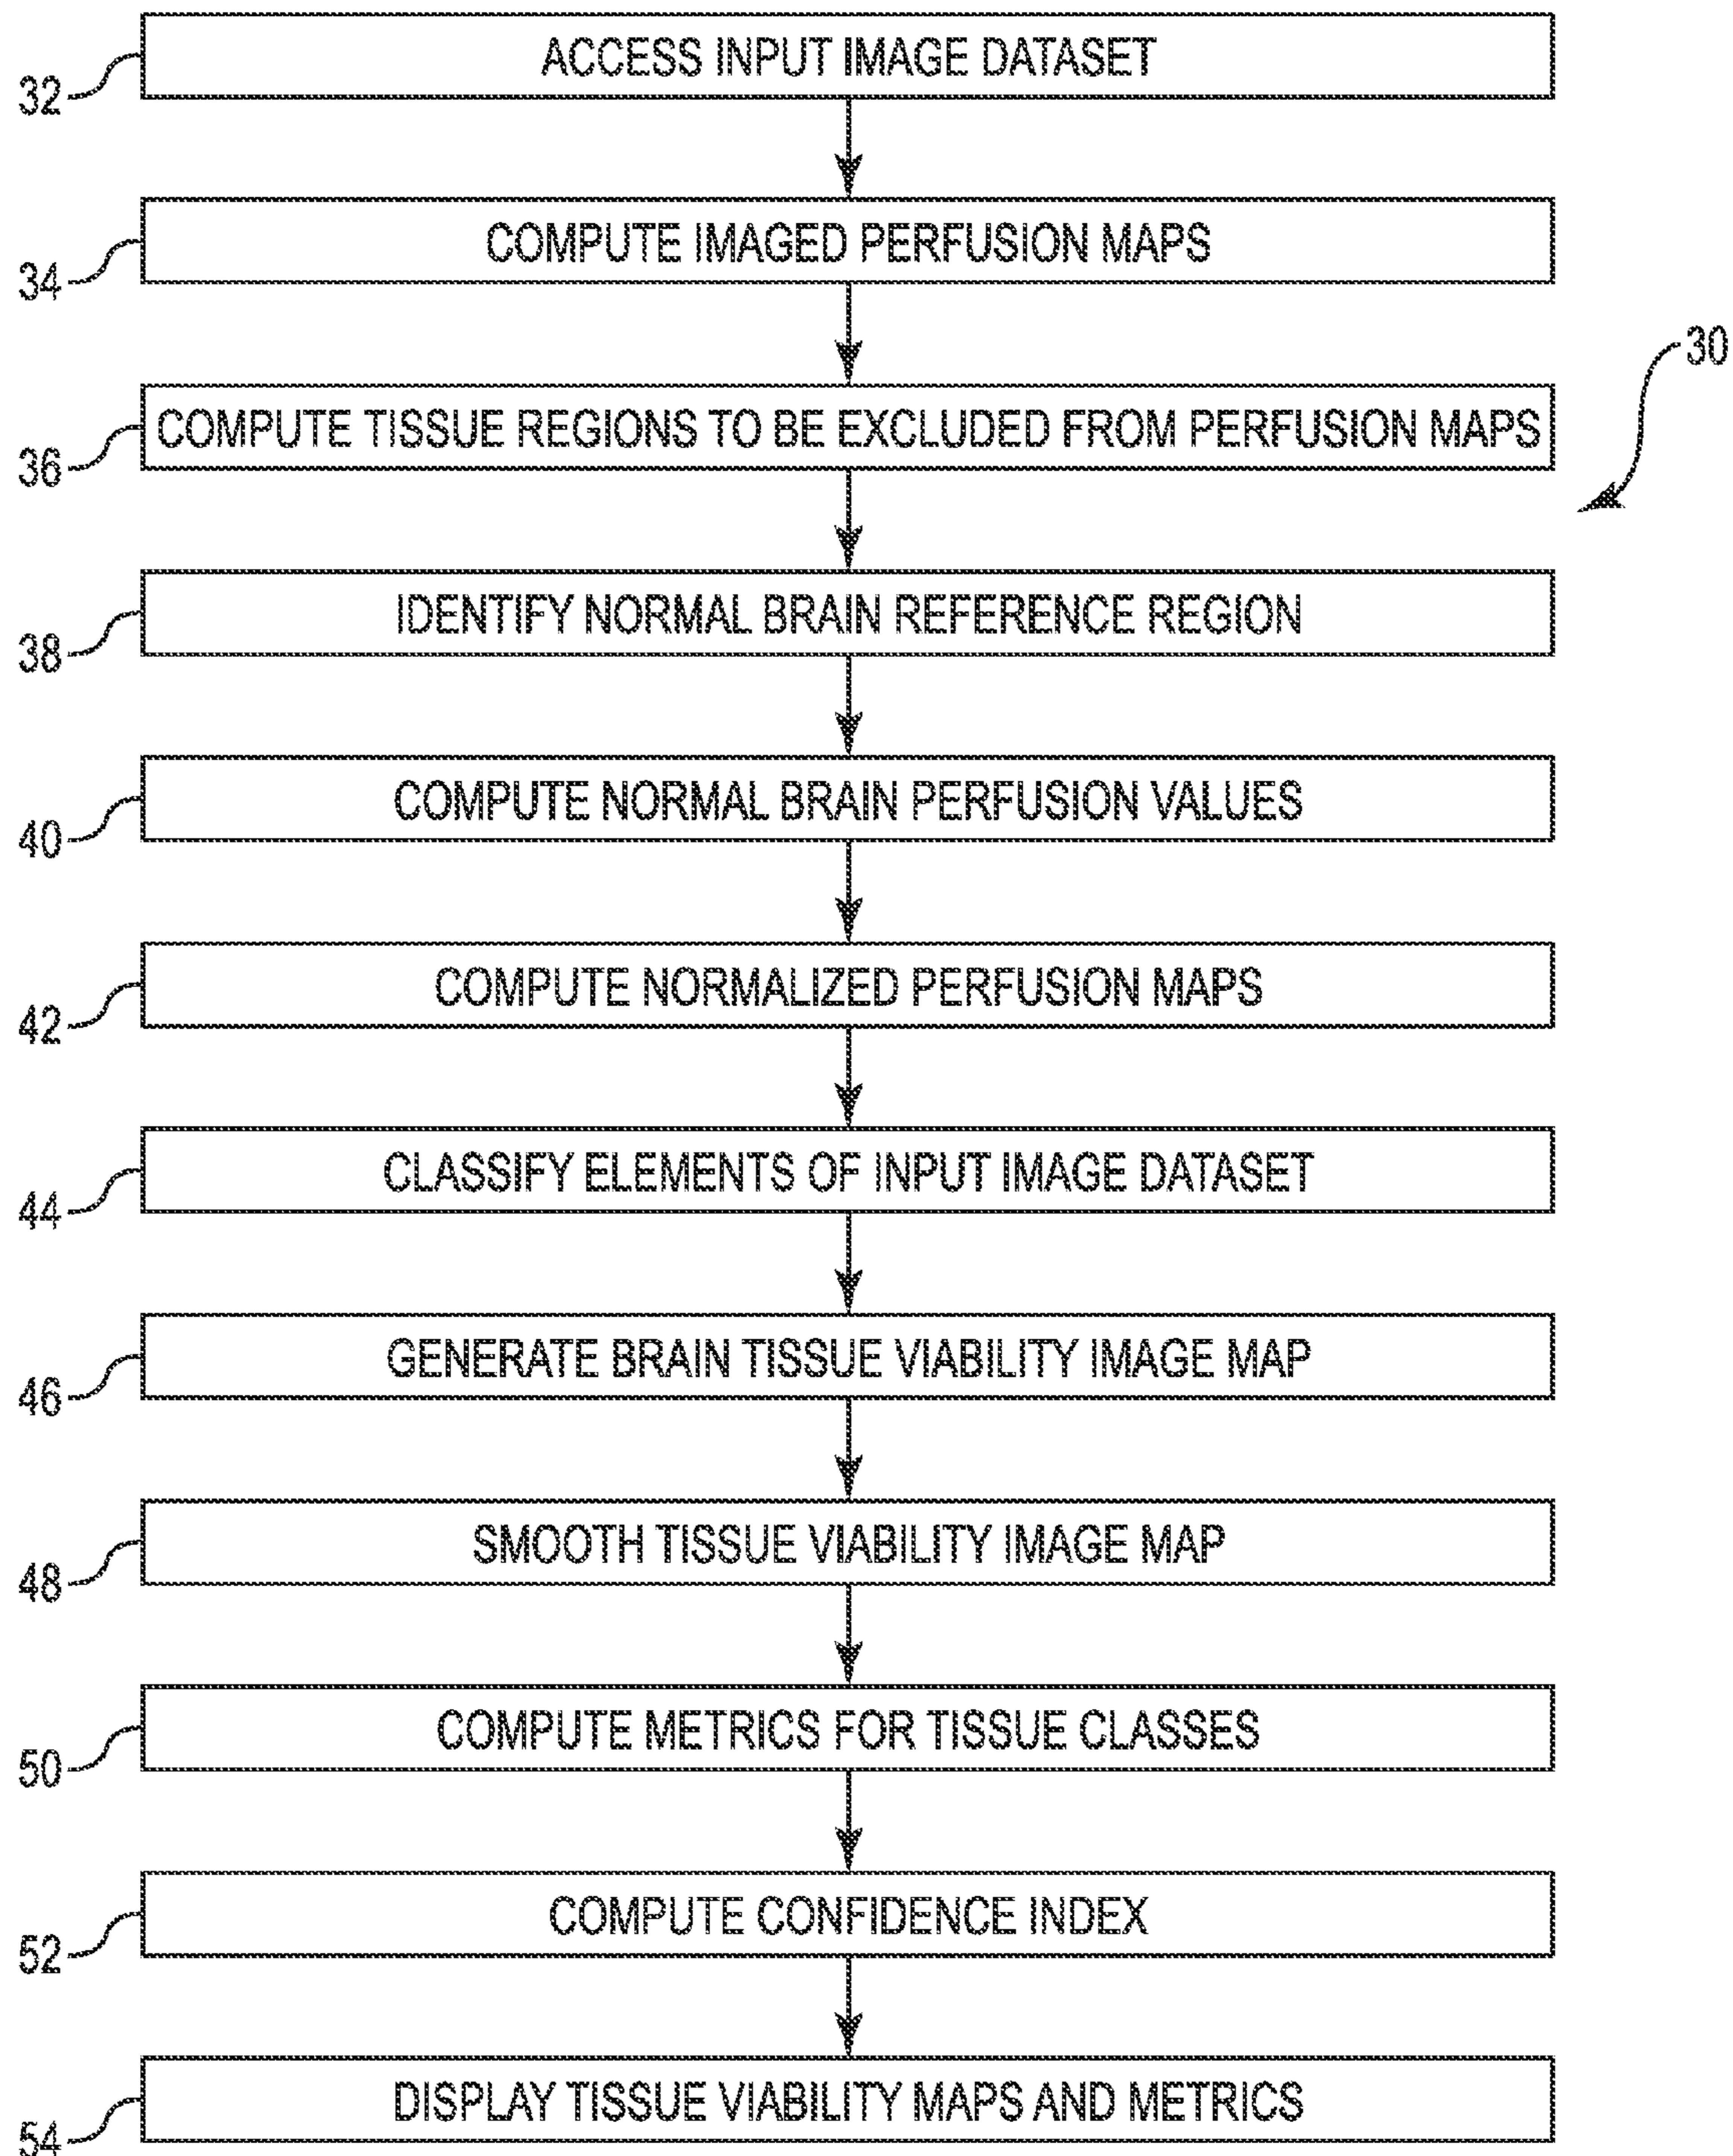 32
ACCESS INPUT IMAGE DATASET
34
COMPUTE IMAGED PERFUSION MAPS
30
36
COMPUTE TISSUE REGIONS TO BE EXCLUDED FROM PERFUSION MAPS
38
IDENTIFY NORMAL BRAIN REFERENCE REGION
40
COMPUTE NORMAL BRAIN PERFUSION VALUES
42
COMPUTE NORMALIZED PERFUSION MAPS
44
CLASSIFY ELEMENTS OF INPUT IMAGE DATASET
46
GENERATE BRAIN TISSUE VIABILITY IMAGE MAP
48
SMOOTH TISSUE VIABILITY IMAGE MAP
50
COMPUTE METRICS FOR TISSUE CLASSES
52
COMPUTE CONFIDENCE INDEX
54
DISPLAY TISSUE VIABILITY MAPS AND METRICS